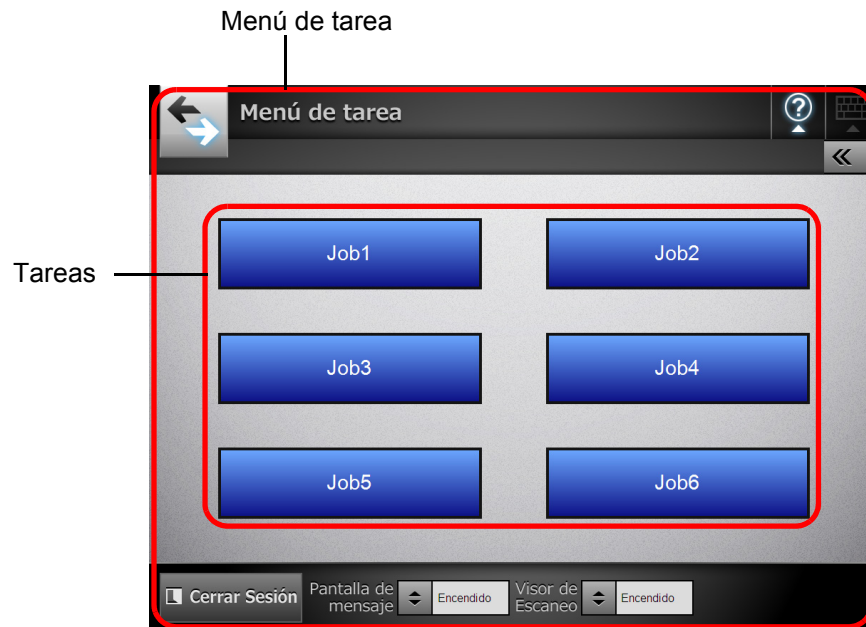 Menú de tarea
Menú de tarea
Tareas
Job1
Job2
Job3
Job4
Job5
Job6
Cerrar Sesión
Pantalla de
mensaje
Encendido
Visor de
Escaneo
Encendido